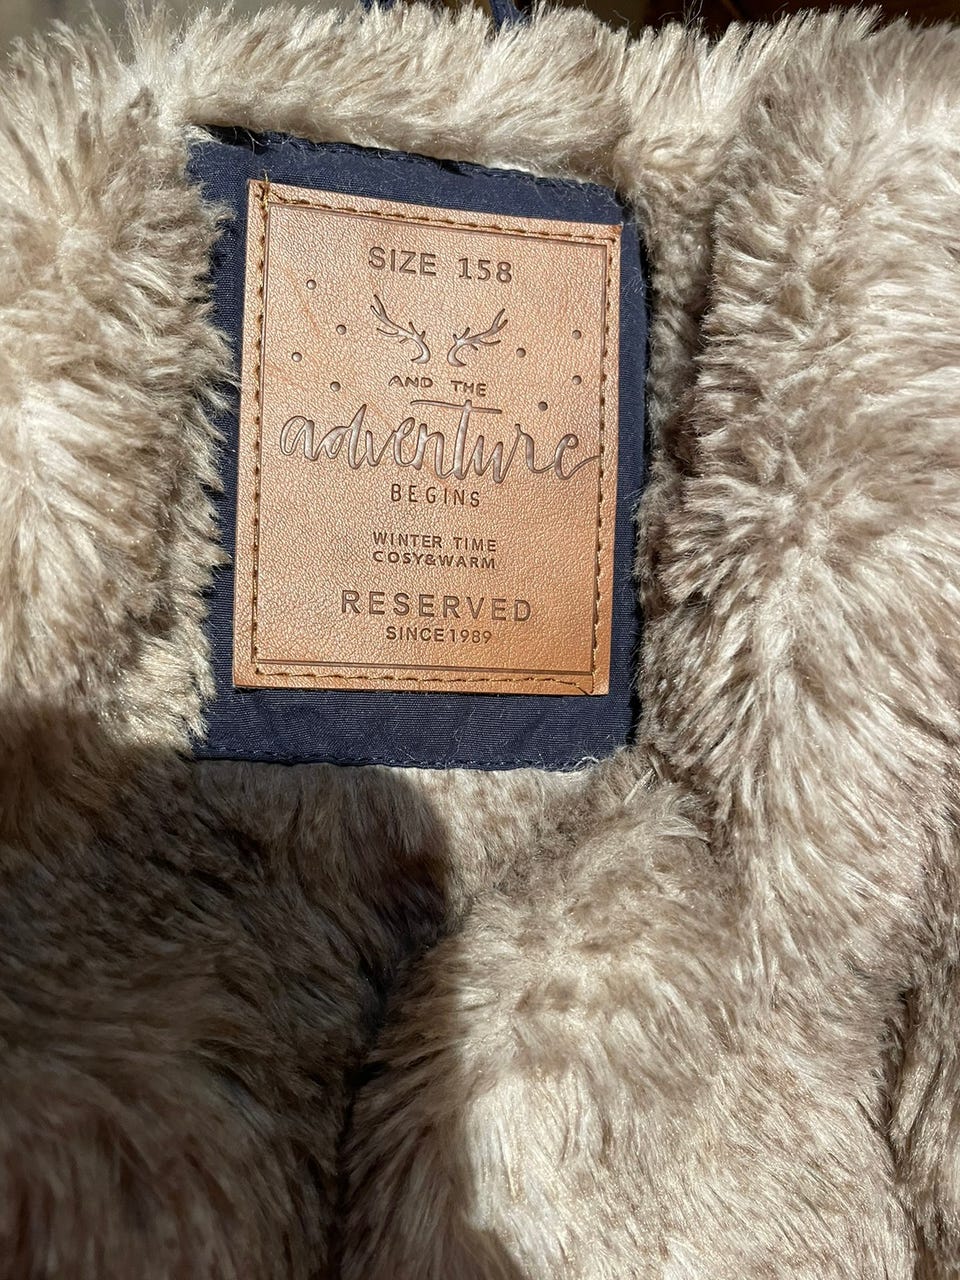 SIZE 158
AND THE
adventure
BEGINS
WINTER TIME
COSY&WARM
RESERVED
SINCE1989